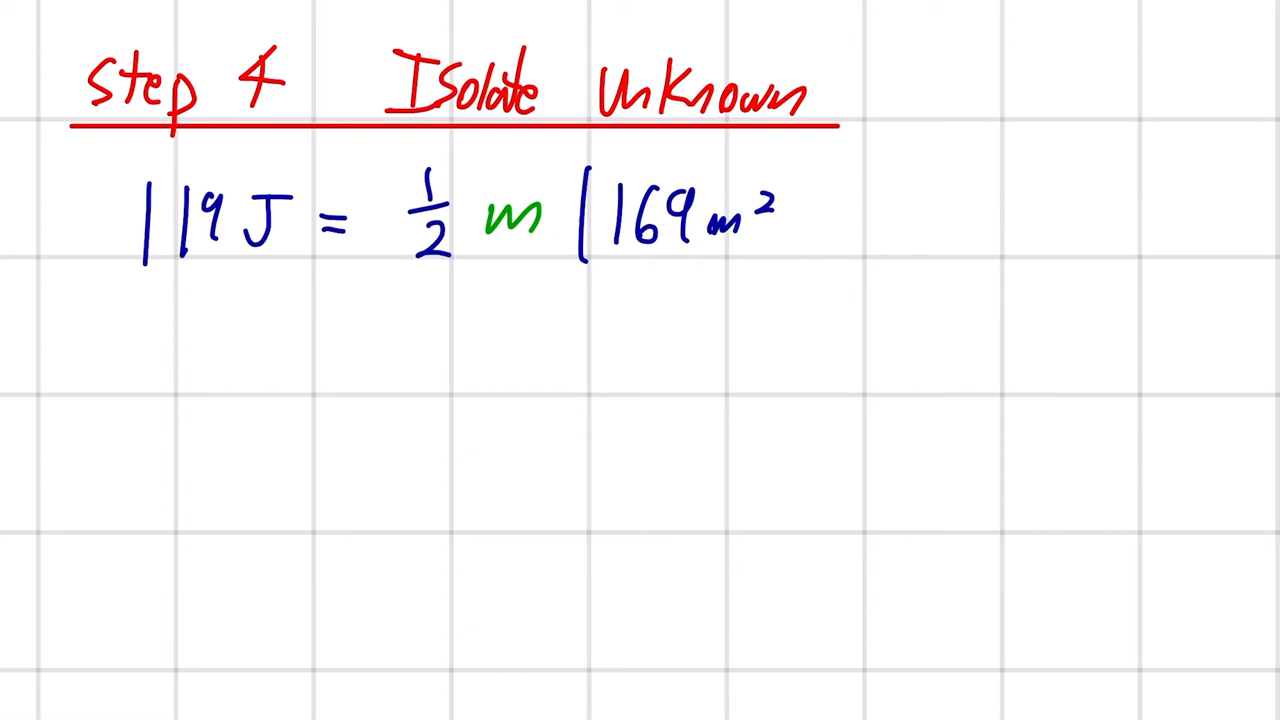 Step 4 Isolate Unknown
119 J = 1/2 m (169 m²